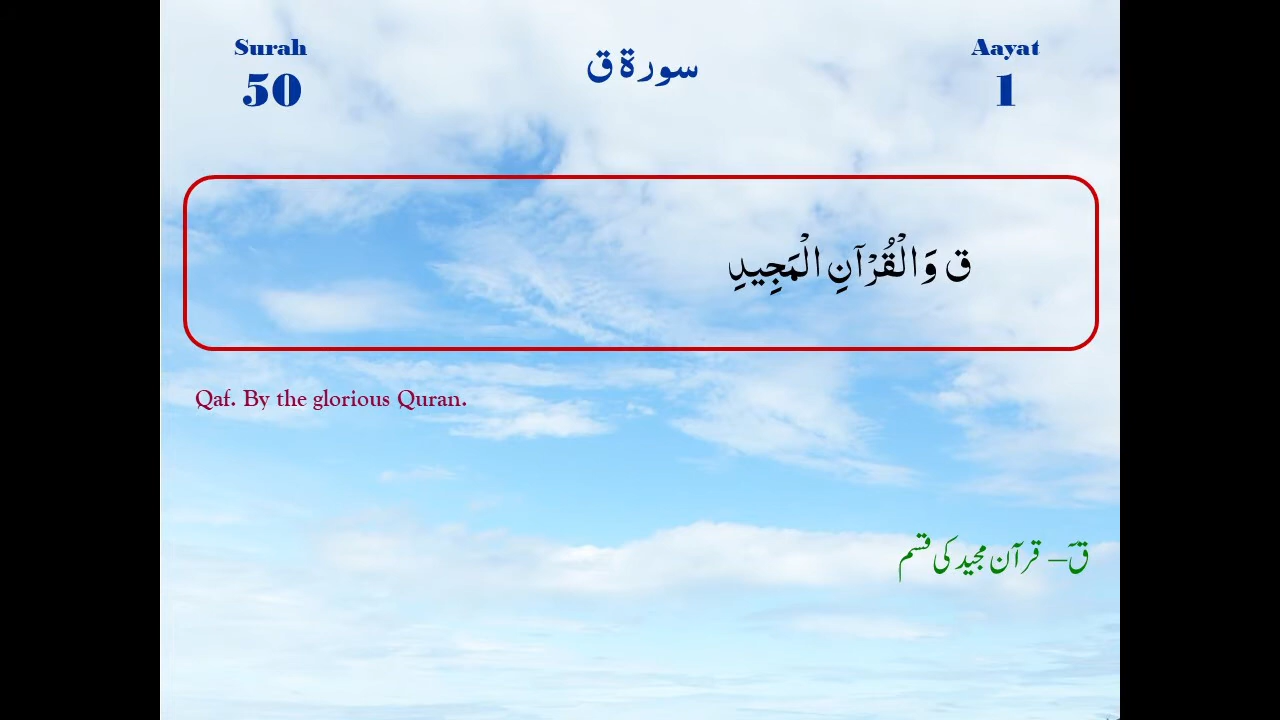 Surah
50
سورة ق
Aayat
1
ق وَالْقُرْآنِ الْمَجِيدِ
Qaf. By the glorious Quran.
قٓ– قرآن مجید کی قسم